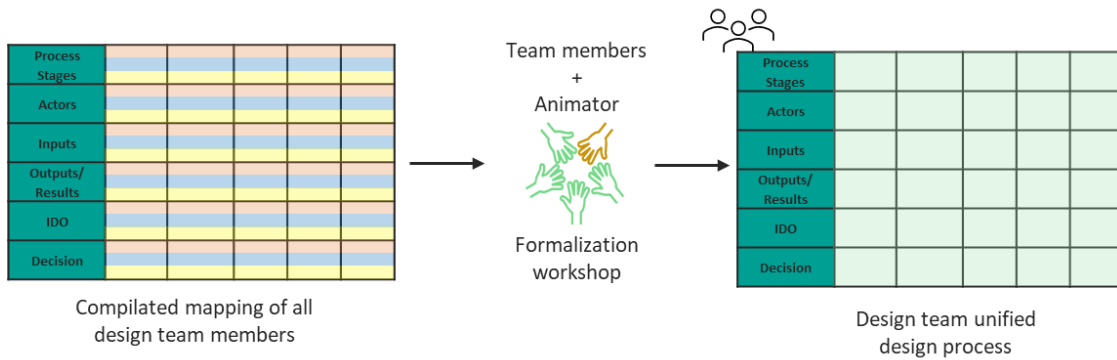 Process
Stages
Actors
Inputs
Outputs/
Results
IDO
Decision
Compilated mapping of all
design team members
Team members
+
Animator
Formalization
workshop
Process
Stages
Actors
Inputs
Outputs/
Results
IDO
Decision
Design team unified
design process